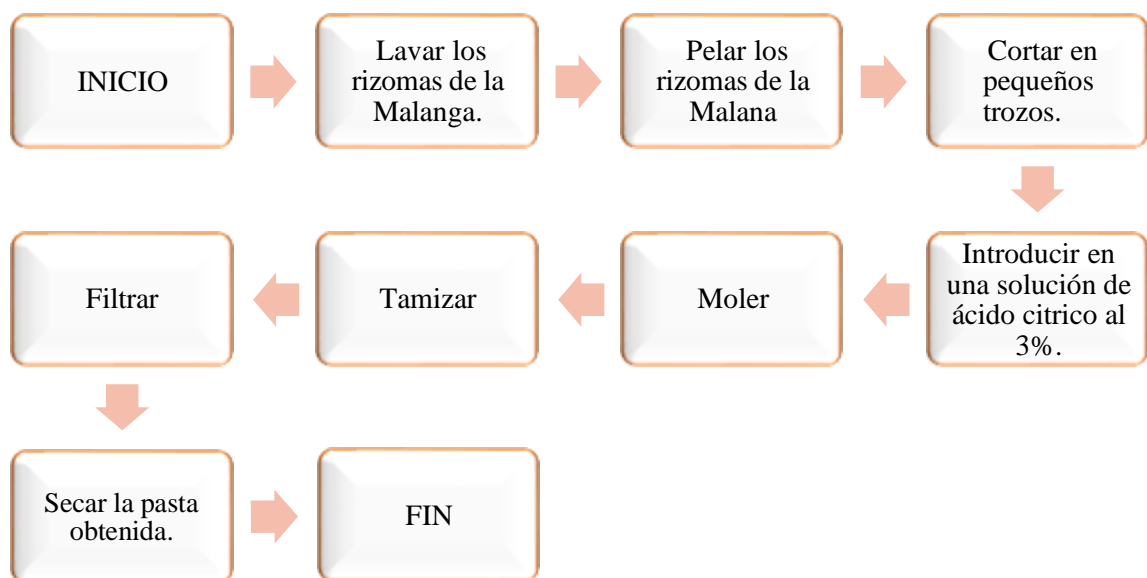 INICIO
Lavar los
rizomas de la
Malanga.
Pelar los
rizomas de la
Malana
Cortar en
pequeños
trozos.
Introducir en
una solución de
ácido citrico al
3%.
Moler
Tamizar
Filtrar
Secar la pasta
obtenida.
FIN